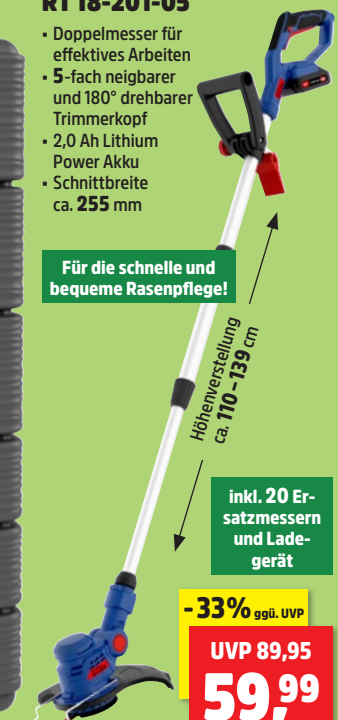 RT 18-201-05
• Doppelmesser für
effektives Arbeiten
• 5-fach neigbarer
und 180° drehbarer
Trimmerkopf
• 2,0 Ah Lithium
Power Akku
• Schnittbreite
ca. 255 mm
Für die schnelle und
bequeme Rasenpflege!
Höhenverstellung
ca. 110–139 cm
inkl. 20 Er-
satzmessern
und Lade-
gerät
- 33% ggü. UVP
UVP 89,95
59,99